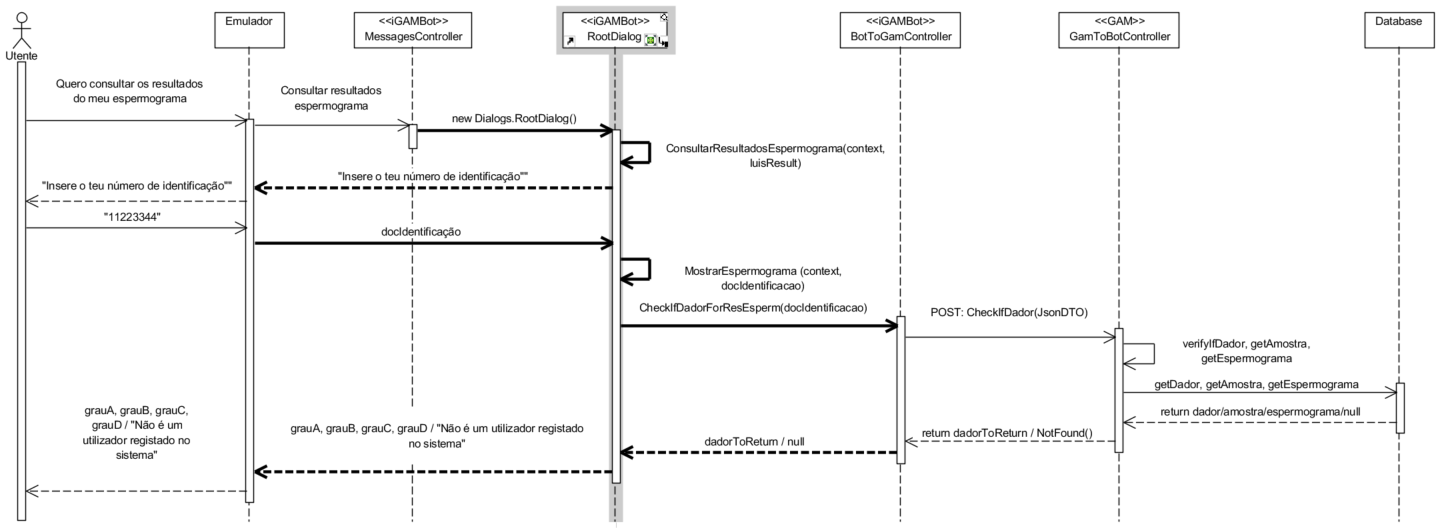 Utente
Emulador
<<iGAMBot>>
MessagesController
<<iGAMBot>>
RootDialog
<<iGAMBot>>
BotToGamController
<<GAM>>
GamToBotController
Database
Quero consultar os resultados
do meu espermograma
Consultar resultados
espermograma
new Dialogs.RootDialog()
ConsultarResultadosEspermograma(context,
luisResult)
"Insere o teu número de identificação""
"Insere o teu número de identificação""
"11223344"
docIdentificação
MostrarEspermograma (context,
docIdentificacao)
CheckIfDadorForResEsperm(docIdentificacao)
POST: CheckIfDador(JsonDTO)
verifyIfDador, getAmostra,
getEspermograma
getDador, getAmostra, getEspermograma
return dador/amostra/espermograma/null
return dadorToReturn / NotFound()
dadorToReturn / null
grauA, grauB, grauC, grauD / "Não é um utilizador registado
no sistema"
grauA, grauB, grauC,
grauD / "Não é um
utilizador registado no
sistema"